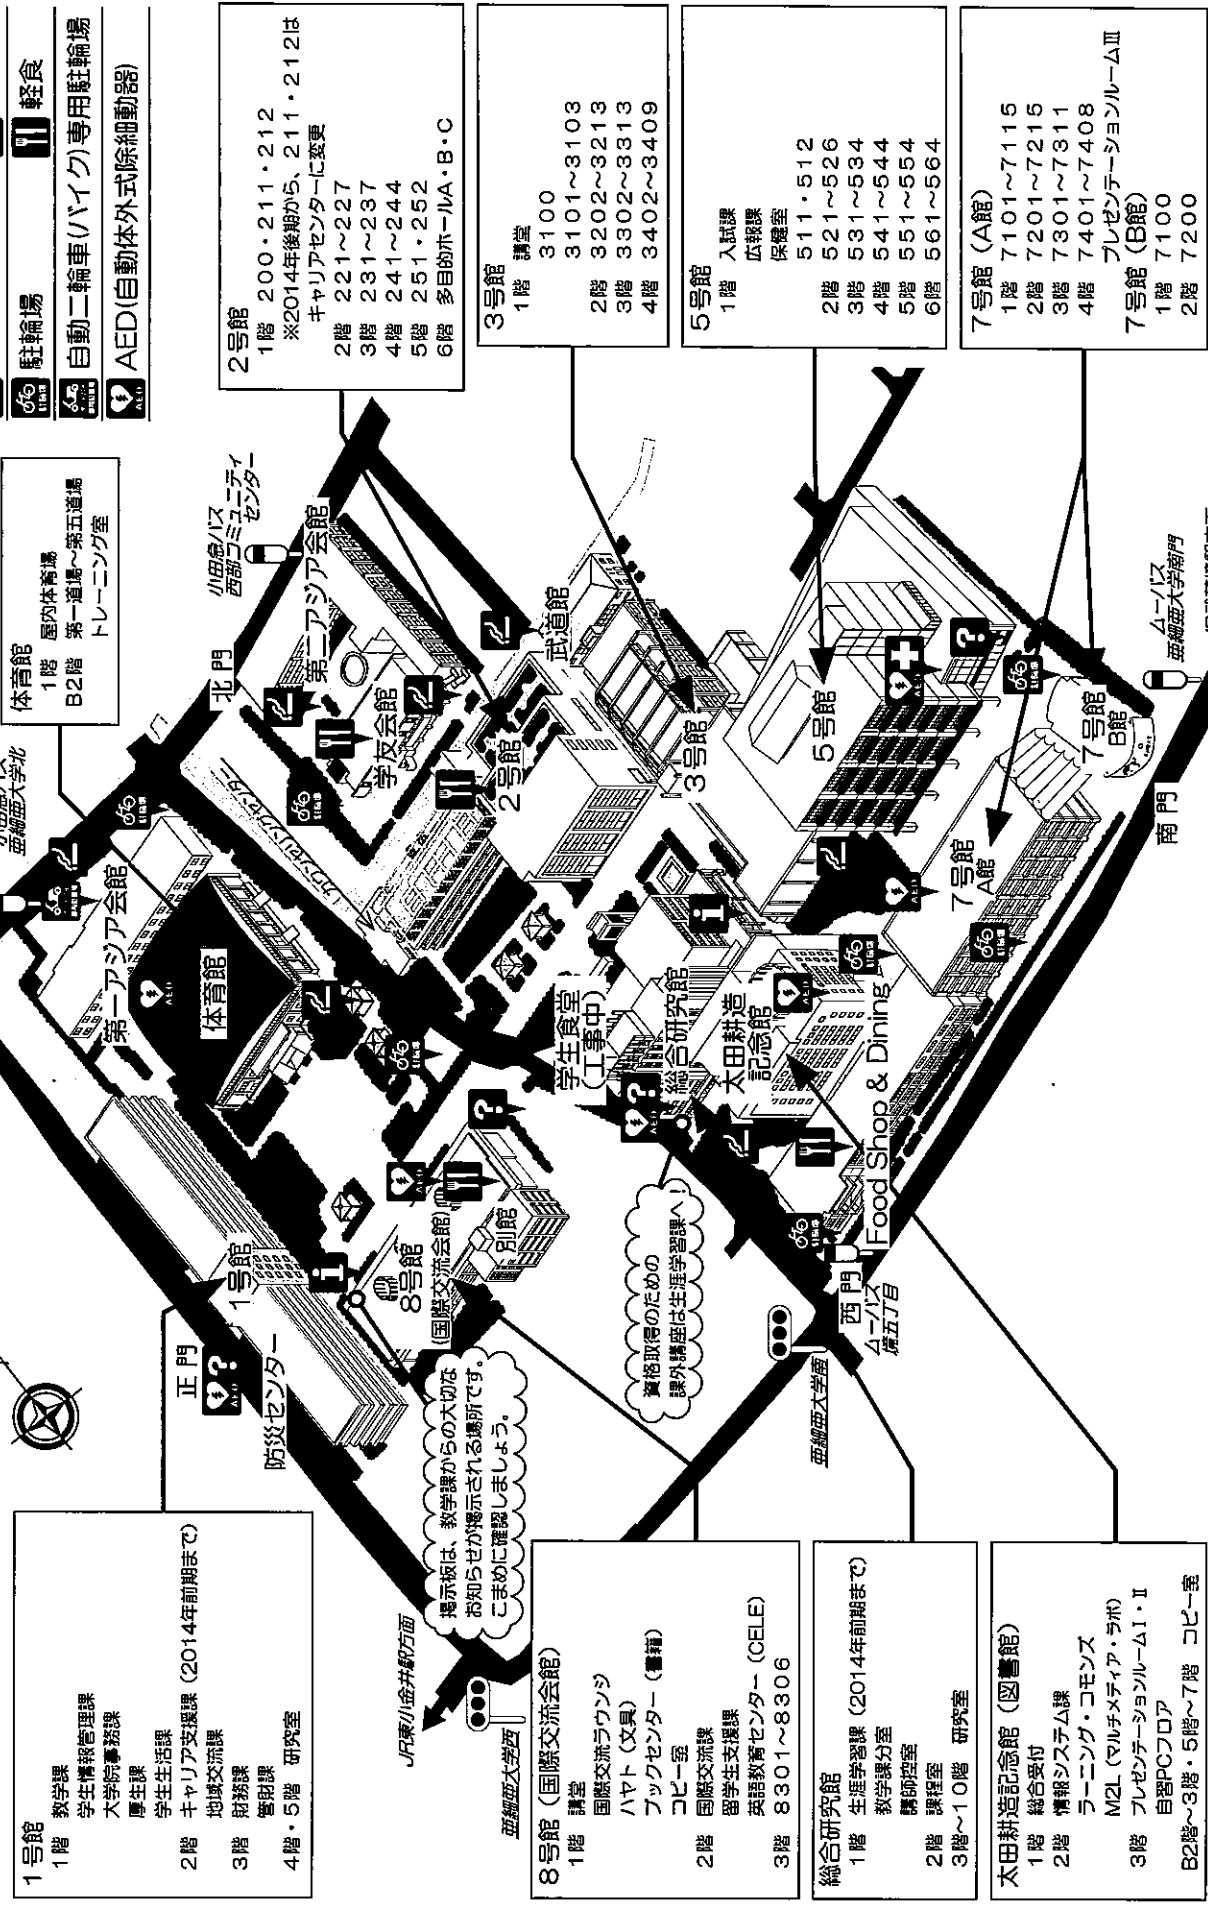 1号館
1階 教学課
学生情報管理課
大学院事務課
厚生課
学生生活課
2階 キャリア支援課（2014年前期まで）
地域交流課
3階 財務課
管財課
4階・5階 研究室
8号館（国際交流会館）
1階 講堂
国際交流ラウンジ
ハヤト（文具）
ブックセンター（書籍）
コピー室
2階 国際交流課
留学生支援課
英語教育センター（CELE）
3階 8301～8306
総合研究館
1階 生涯学習課（2014年前期まで）
教学課分室
講師控室
2階 課程室
3階～10階 研究室
太田耕造記念館（図書館）
1階 総合受付
2階 情報システム課
ラーニング・コモンズ
M2L（マルチメディア・ラボ）
3階 プレゼンテーションルームⅠ・Ⅱ
自習PCフロア
B2階～3階・5階～7階 コピー室
体育館
1階 屋内体育場
B2階 第一道場～第五道場
トレーニング室
駐輪場
軽食
自動二輪車（バイク）専用駐輪場
AED（自動体外式除細動器）
2号館
1階 200・211・212
※2014年後期から、211・212は
キャリアセンターに変更
2階 221～227
3階 231～237
4階 241～244
5階 251・252
6階 多目的ホールA・B・C
3号館
1階 講堂
3100
3101～3103
2階 3202～3213
3階 3302～3313
4階 3402～3409
5号館
1階 入試課
広報課
保健室
511・512
2階 521～526
3階 531～534
4階 541～544
5階 551～554
6階 561～564
7号館（A館）
1階 7101～7115
2階 7201～7215
3階 7301～7311
4階 7401～7408
プレゼンテーションルームⅢ
7号館（B館）
1階 7100
2階 7200
正門
防災センター
1号館
第一アジア会館
体育館
亜細亜大学北
北門
小田急バス
西部コミュニティ
センター
第二アジア会館
学友会館
カウンセリングセンター
2号館
武道館
3号館
5号館
7号館
A館
7号館
B館
南門
ムーバス
亜細亜大学南門
8号館
（国際交流会館）
別館
学生食堂
（工事中）
総合研究館
太田耕造
記念館
Food Shop & Dining
西門
ムーバス
境五丁目
亜細亜大学南
亜細亜大学西
JR東小金井駅方面
掲示板は、教学課からの大切な
お知らせが掲示される場所です。
こまめに確認しましょう。
資格取得のための
課外講座は生涯学習課へ！